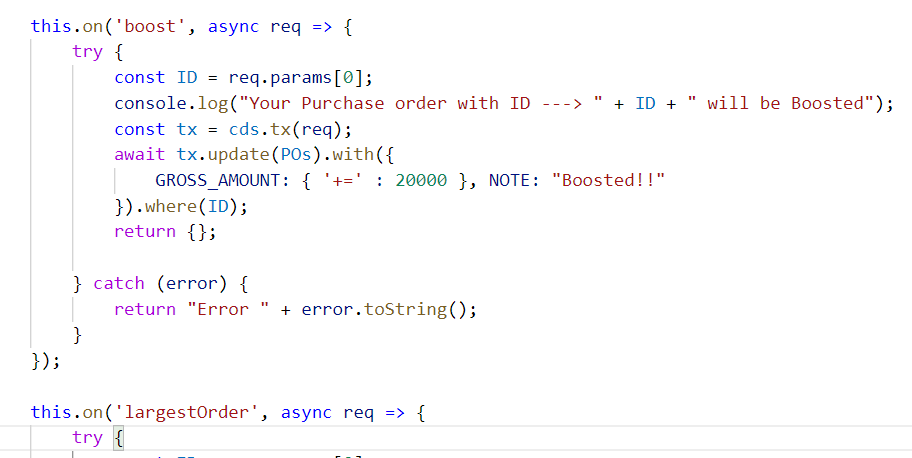 this.on('boost', async req => {
try {
const ID = req.params[0];
console.log("Your Purchase order with ID ---> " + ID + " will be Boosted");
const tx = cds.tx(req);
await tx.update(POs).with({
GROSS_AMOUNT: { '+=' : 20000 }, NOTE: "Boosted!!"
}).where(ID);
return {};
} catch (error) {
return "Error " + error.toString();
}
});
this.on('largestOrder', async req => {
try {